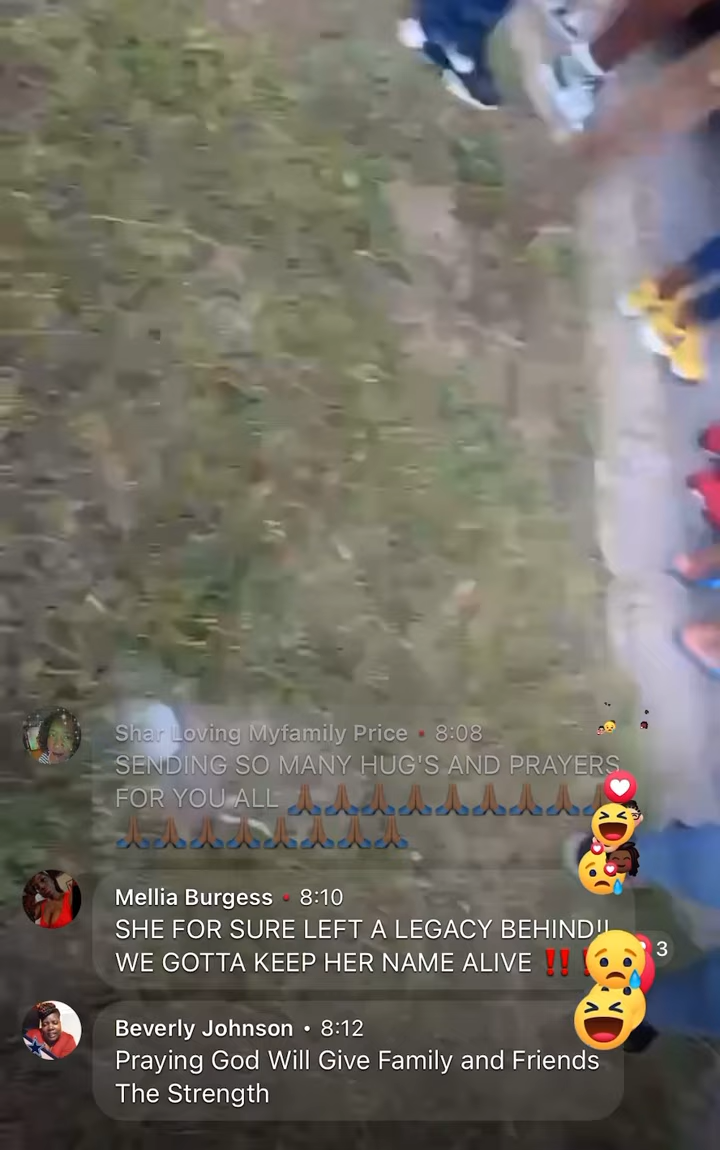 Shar Loving Myfamily Price • 8:08
SENDING SO MANY HUG'S AND PRAYERS
FOR YOU ALL 🙏🏾🙏🏾🙏🏾🙏🏾🙏🏾🙏🏾🙏🏾🙏🏾🙏🏾
🙏🏾🙏🏾🙏🏾🙏🏾🙏🏾🙏🏾🙏🏾🙏🏾
Mellia Burgess • 8:10
SHE FOR SURE LEFT A LEGACY BEHIND!!
WE GOTTA KEEP HER NAME ALIVE ‼️
3
Beverly Johnson • 8:12
Praying God Will Give Family and Friends
The Strength